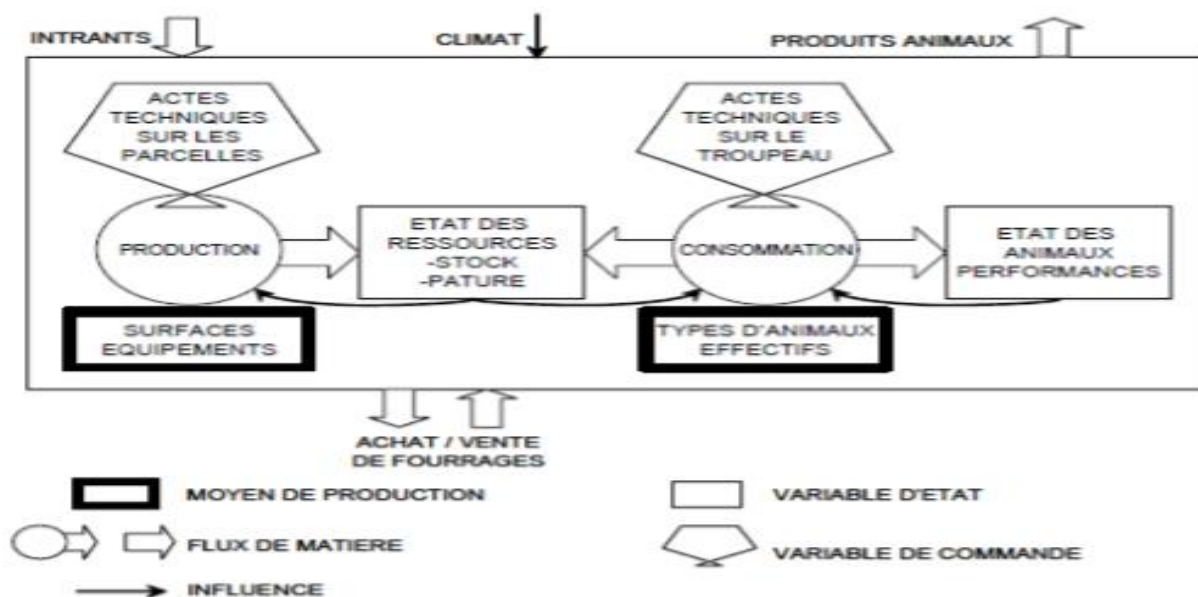 INTRANTS
CLIMAT
PRODUITS ANIMAUX
ACTES
TECHNIQUES
SUR LES
PARCELLES
ACTES
TECHNIQUES
SUR LE
TROUPEAU
PRODUCTION
ETAT DES
RESSOURCES
-STOCK
-PATURE
CONSOMMATION
ETAT DES
ANIMAUX
PERFORMANCES
SURFACES
EQUIPEMENTS
TYPES D'ANIMAUX
EFFECTIFS
ACHAT / VENTE
DE FOURRAGES
MOYEN DE PRODUCTION
VARIABLE D'ETAT
FLUX DE MATIERE
VARIABLE DE COMMANDE
INFLUENCE